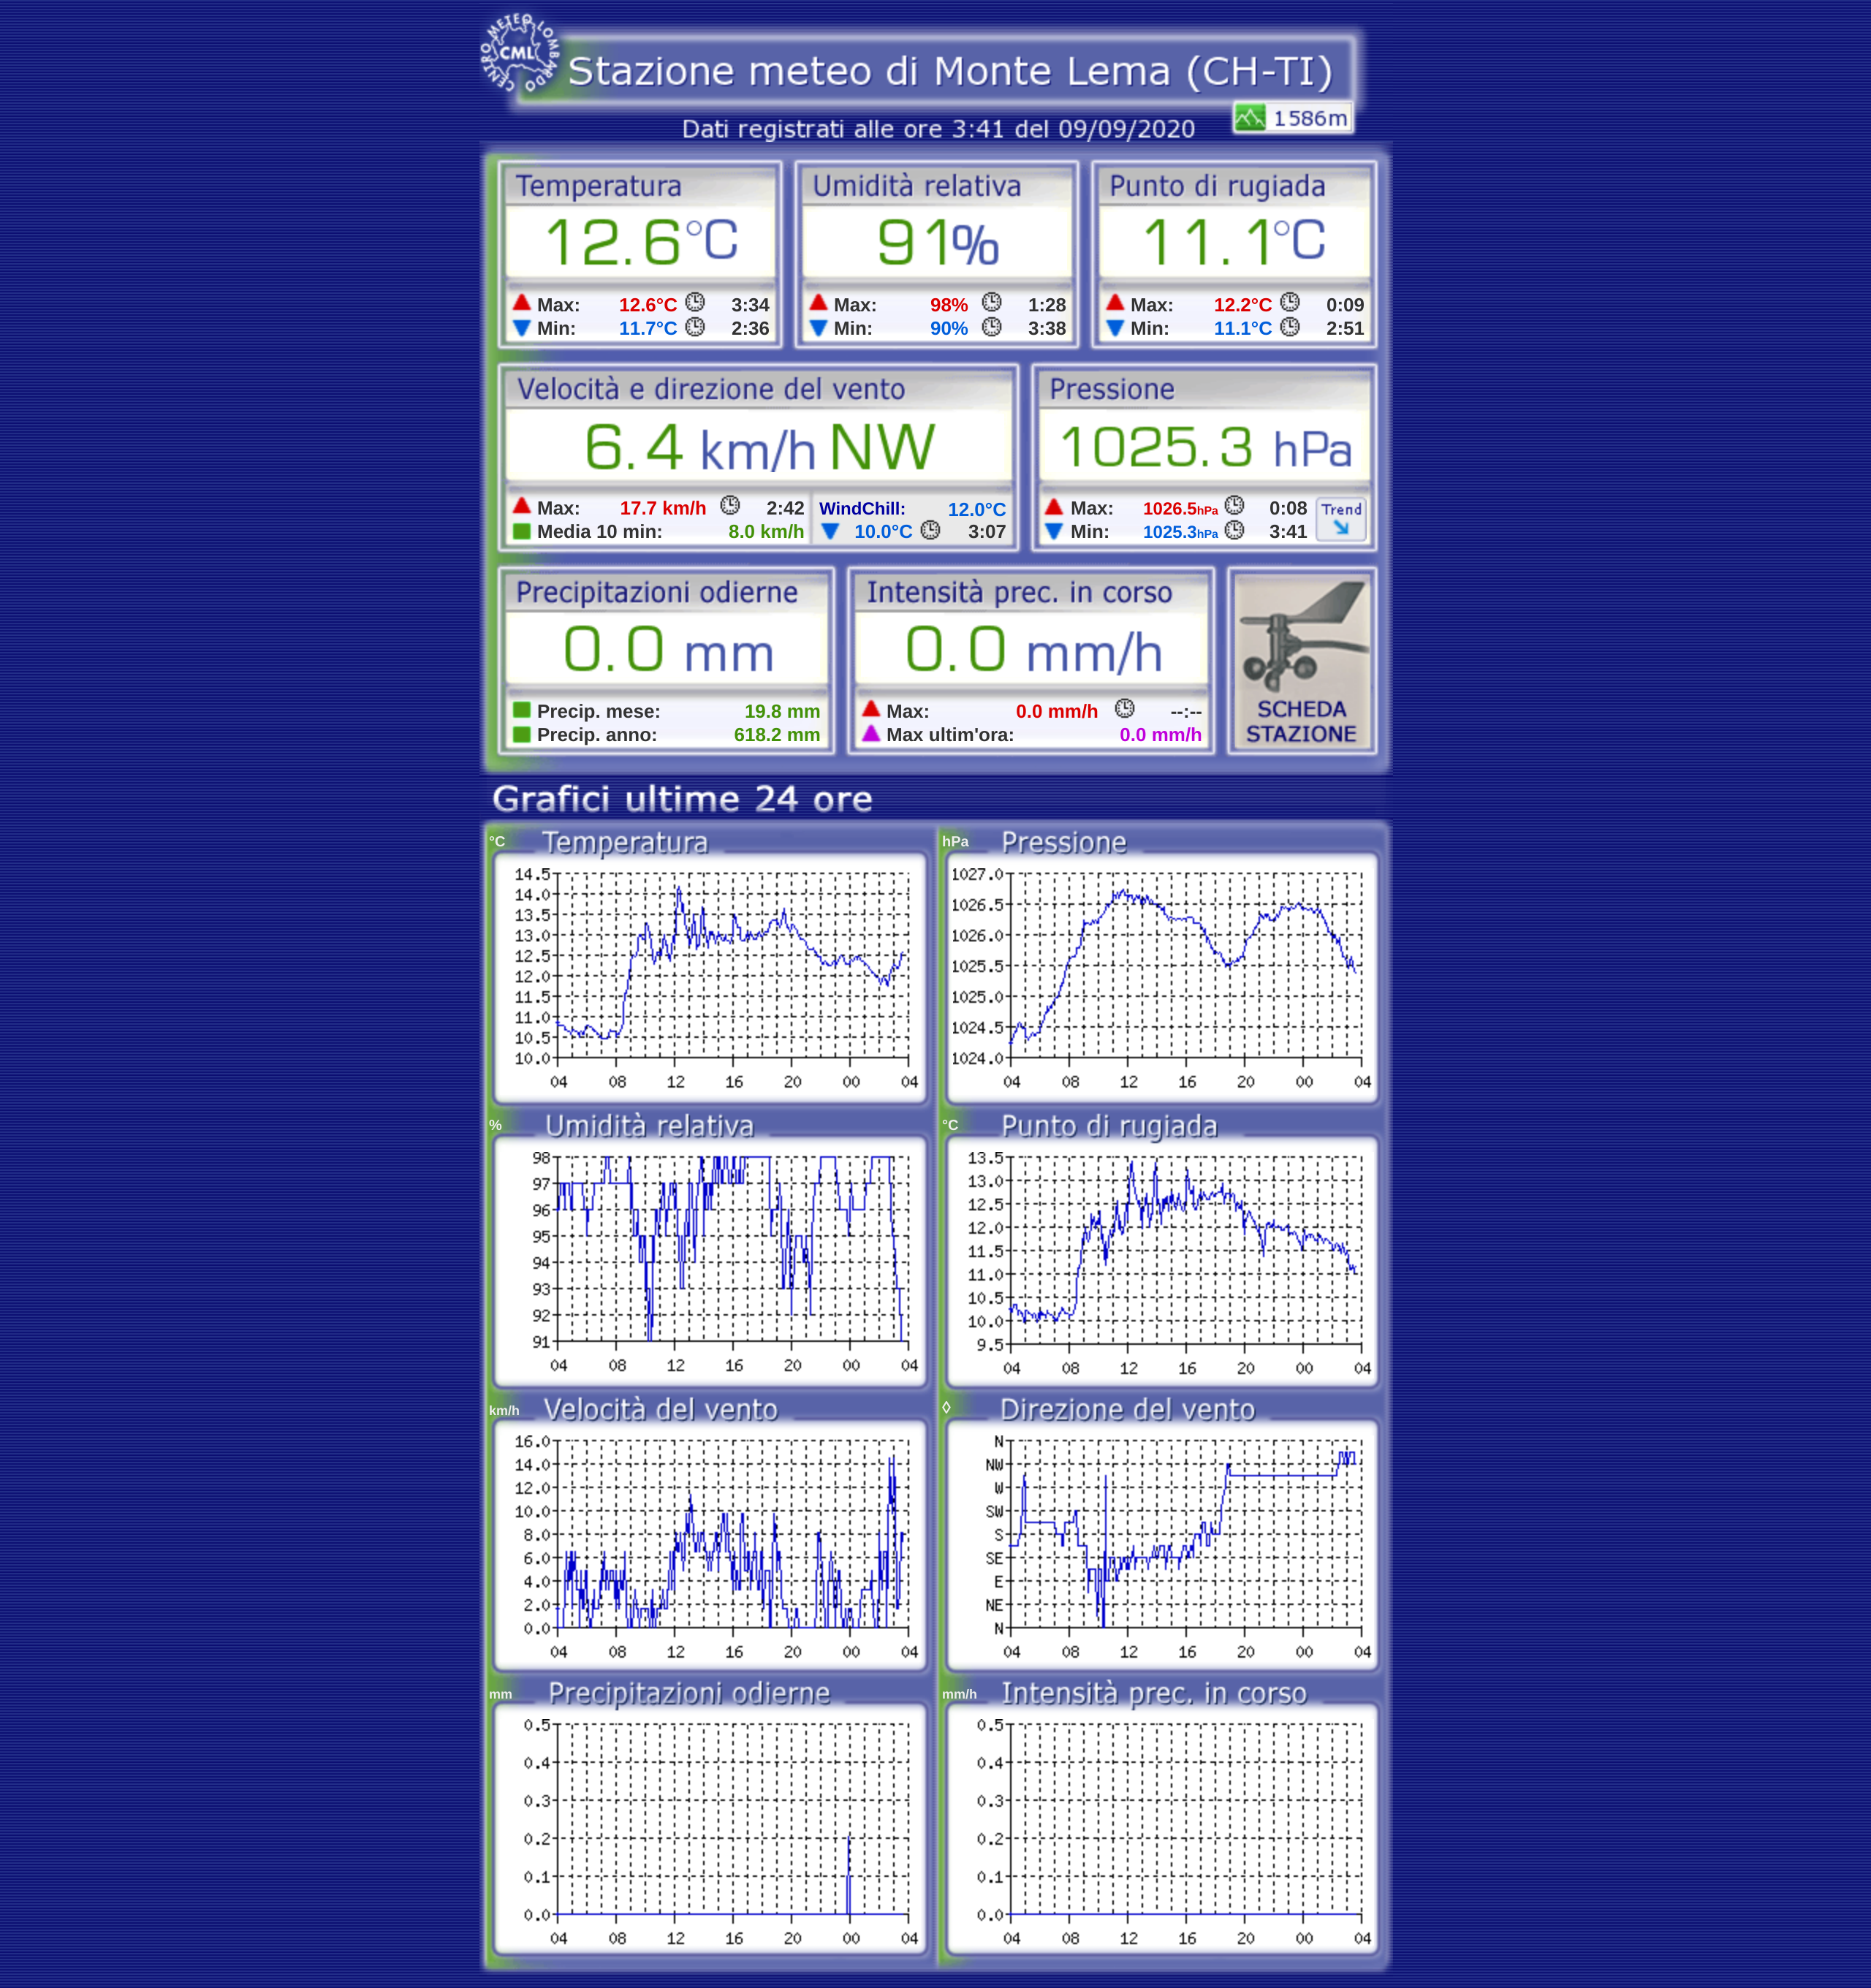 CENTRO METEO LOMBARDO
CML
Stazione meteo di Monte Lema (CH-TI)
1586m
Dati registrati alle ore 3:41 del 09/09/2020
Temperatura Umidità relativa Punto di rugiada
12.6°C 91% 11.1°C
Max: 12.6°C 3:34 Max: 98% 1:28 Max: 12.2°C 0:09
Min: 11.7°C 2:36 Min: 90% 3:38 Min: 11.1°C 2:51
Velocità e direzione del vento Pressione
6.4 km/h NW 1025.3 hPa
Max: 17.7 km/h 2:42 WindChill: 12.0°C Max: 1026.5hPa 0:08 Trend
Media 10 min: 8.0 km/h 10.0°C 3:07 Min: 1025.3hPa 3:41
Precipitazioni odierne Intensità prec. in corso
0.0 mm 0.0 mm/h
Precip. mese: 19.8 mm Max: 0.0 mm/h --:-- SCHEDA
Precip. anno: 618.2 mm Max ultim'ora: 0.0 mm/h STAZIONE
Grafici ultime 24 ore
°C Temperatura
14.5
14.0
13.5
13.0
12.5
12.0
11.5
11.0
10.5
10.0
04 08 12 16 20 00 04
hPa Pressione
1027.0
1026.5
1026.0
1025.5
1025.0
1024.5
1024.0
04 08 12 16 20 00 04
% Umidità relativa
98
97
96
95
94
93
92
91
04 08 12 16 20 00 04
°C Punto di rugiada
13.5
13.0
12.5
12.0
11.5
11.0
10.5
10.0
9.5
04 08 12 16 20 00 04
km/h Velocità del vento
16.0
14.0
12.0
10.0
8.0
6.0
4.0
2.0
0.0
04 08 12 16 20 00 04
◊ Direzione del vento
N
NW
W
SW
S
SE
E
NE
N
04 08 12 16 20 00 04
mm Precipitazioni odierne
0.5
0.4
0.3
0.2
0.1
0.0
04 08 12 16 20 00 04
mm/h Intensità prec. in corso
0.5
0.4
0.3
0.2
0.1
0.0
04 08 12 16 20 00 04